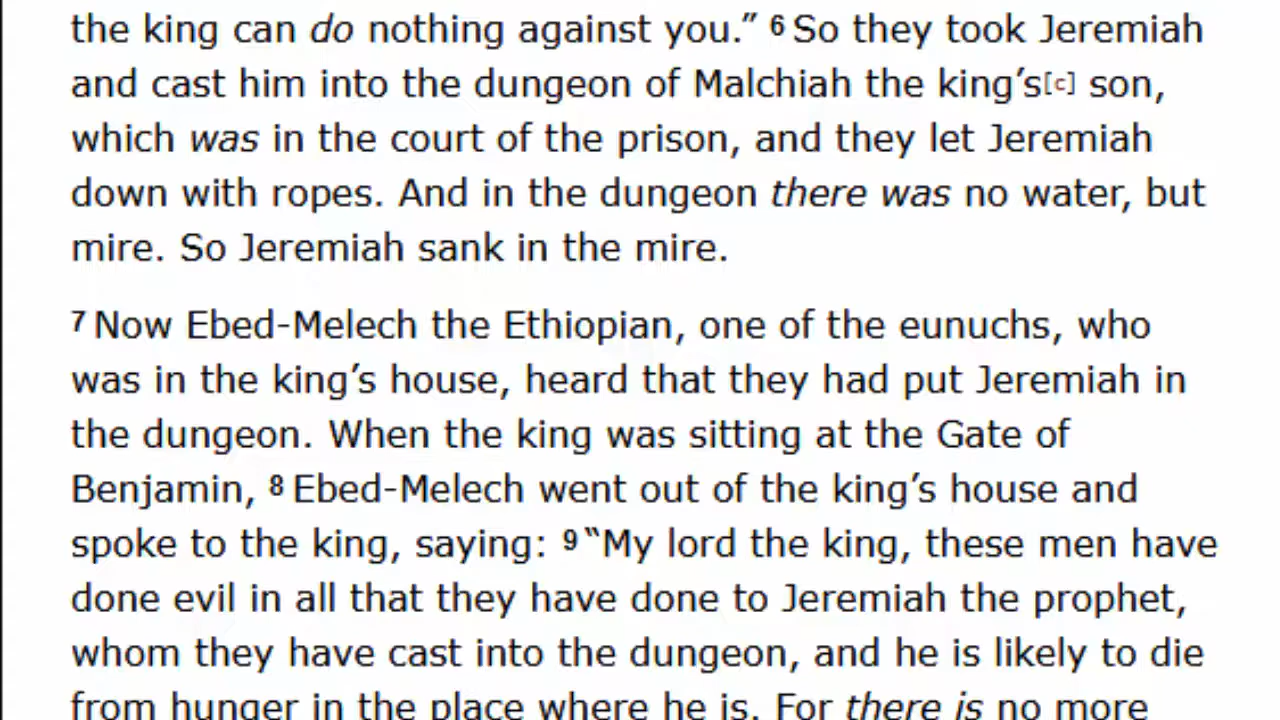 the king can do nothing against you.” 6 So they took Jeremiah
and cast him into the dungeon of Malchiah the king’s[c] son,
which was in the court of the prison, and they let Jeremiah
down with ropes. And in the dungeon there was no water, but
mire. So Jeremiah sank in the mire.
7 Now Ebed-Melech the Ethiopian, one of the eunuchs, who
was in the king’s house, heard that they had put Jeremiah in
the dungeon. When the king was sitting at the Gate of
Benjamin, 8 Ebed-Melech went out of the king’s house and
spoke to the king, saying: 9 “My lord the king, these men have
done evil in all that they have done to Jeremiah the prophet,
whom they have cast into the dungeon, and he is likely to die
from hunger in the place where he is. For there is no more